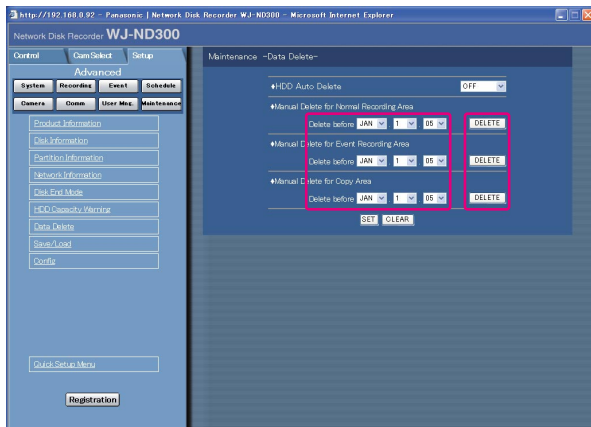 http://192.168.0.92 - Panasonic | Network Disk Recorder WJ-ND300 - Microsoft Internet Explorer
Network Disk Recorder WJ-ND300
Control Cam Select Setup
Advanced
System Recording Event Schedule
Camera Comm User Mng. Maintenance
Product Information
Disk Information
Partition Information
Network Information
Disk End Mode
HDD Capacity Warning
Data Delete
Save/Load
Config
Quick Setup Menu
Registration
Maintenance -Data Delete-
♦HDD Auto Delete OFF
♦Manual Delete for Normal Recording Area
Delete before JAN 1 05 DELETE
♦Manual Delete for Event Recording Area
Delete before JAN 1 05 DELETE
♦Manual Delete for Copy Area
Delete before JAN 1 05 DELETE
SET CLEAR